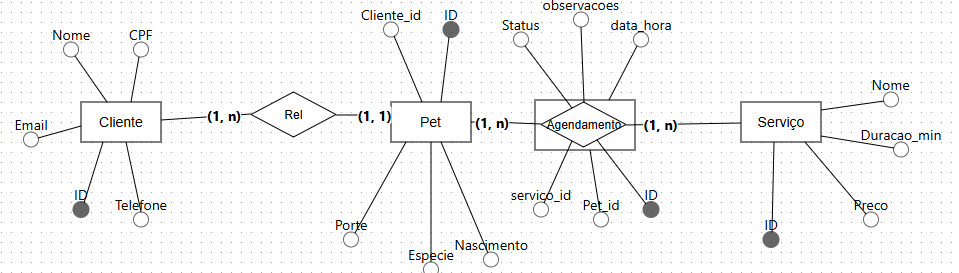 observacoes
Cliente_id
ID
Status
data_hora
Nome
CPF
Nome
(1, n)
Rel
(1, 1)
Cliente
Pet
(1, n)
Agendamento
(1, n)
Serviço
Email
Duracao_min
ID
Telefone
serviço_id
Pet_id
ID
Preco
Porte
ID
Nascimento
Especie